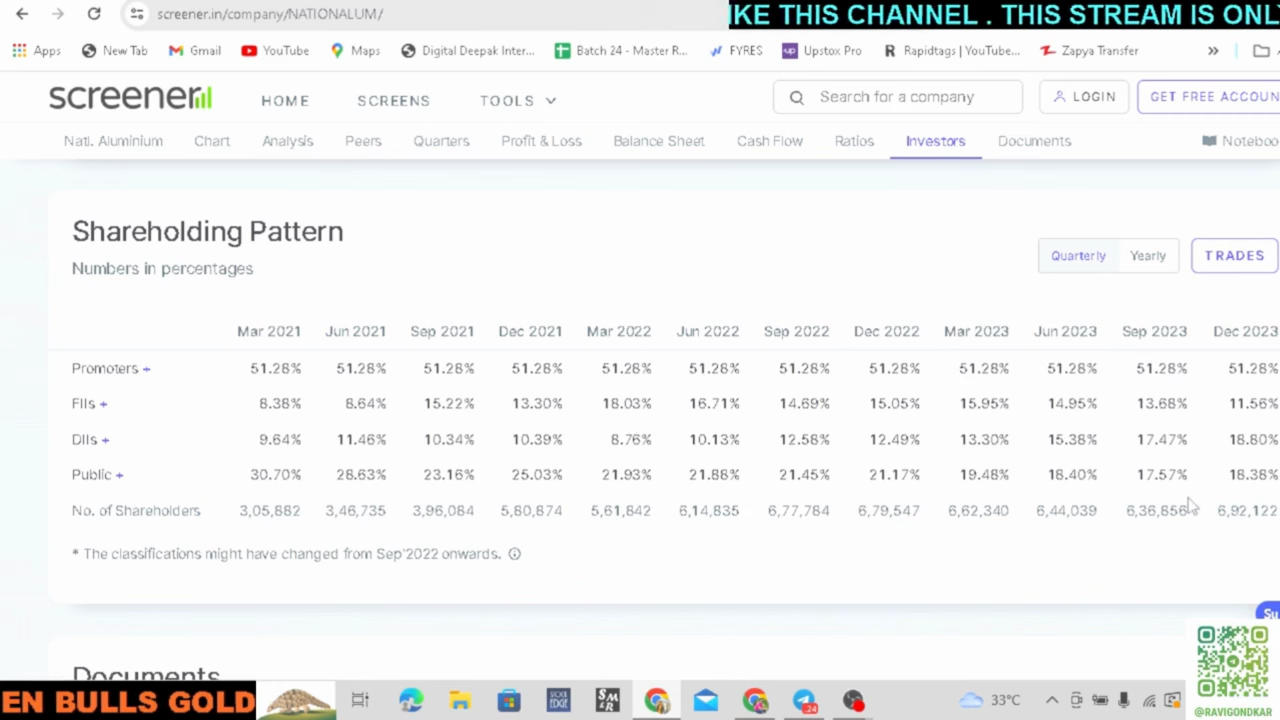 screener.in/company/NATIONALUM/
IKE THIS CHANNEL . THIS STREAM IS ONL
Apps New Tab Gmail YouTube Maps Digital Deepak Inter... Batch 24 - Master R... FYRES Upstox Pro Rapidtags | YouTube... Zapya Transfer »
screener HOME SCREENS TOOLS Search for a company LOGIN GET FREE ACCOUN
Natl. Aluminium Chart Analysis Peers Quarters Profit & Loss Balance Sheet Cash Flow Ratios Investors Documents Noteboo
Shareholding Pattern
Numbers in percentages
Quarterly Yearly TRADES
Mar 2021 Jun 2021 Sep 2021 Dec 2021 Mar 2022 Jun 2022 Sep 2022 Dec 2022 Mar 2023 Jun 2023 Sep 2023 Dec 2023
Promoters + 51.28% 51.28% 51.28% 51.28% 51.28% 51.28% 51.28% 51.28% 51.28% 51.28% 51.28% 51.28%
FIIs + 8.38% 8.64% 15.22% 13.30% 18.03% 16.71% 14.69% 15.05% 15.95% 14.95% 13.68% 11.56%
DIIs + 9.64% 11.46% 10.34% 10.39% 8.76% 10.13% 12.58% 12.49% 13.30% 15.38% 17.47% 18.80%
Public + 30.70% 28.63% 23.16% 25.03% 21.93% 21.88% 21.45% 21.17% 19.48% 18.40% 17.57% 18.38%
No. of Shareholders 3,05,882 3,46,735 3,96,084 5,80,874 5,61,842 6,14,835 6,77,784 6,79,547 6,62,340 6,44,039 6,36,856 6,92,122
* The classifications might have changed from Sep'2022 onwards.
Su
Documents
EN BULLS GOLD
STOCK EDGE
24
33°C
@RAVIGONDKAR